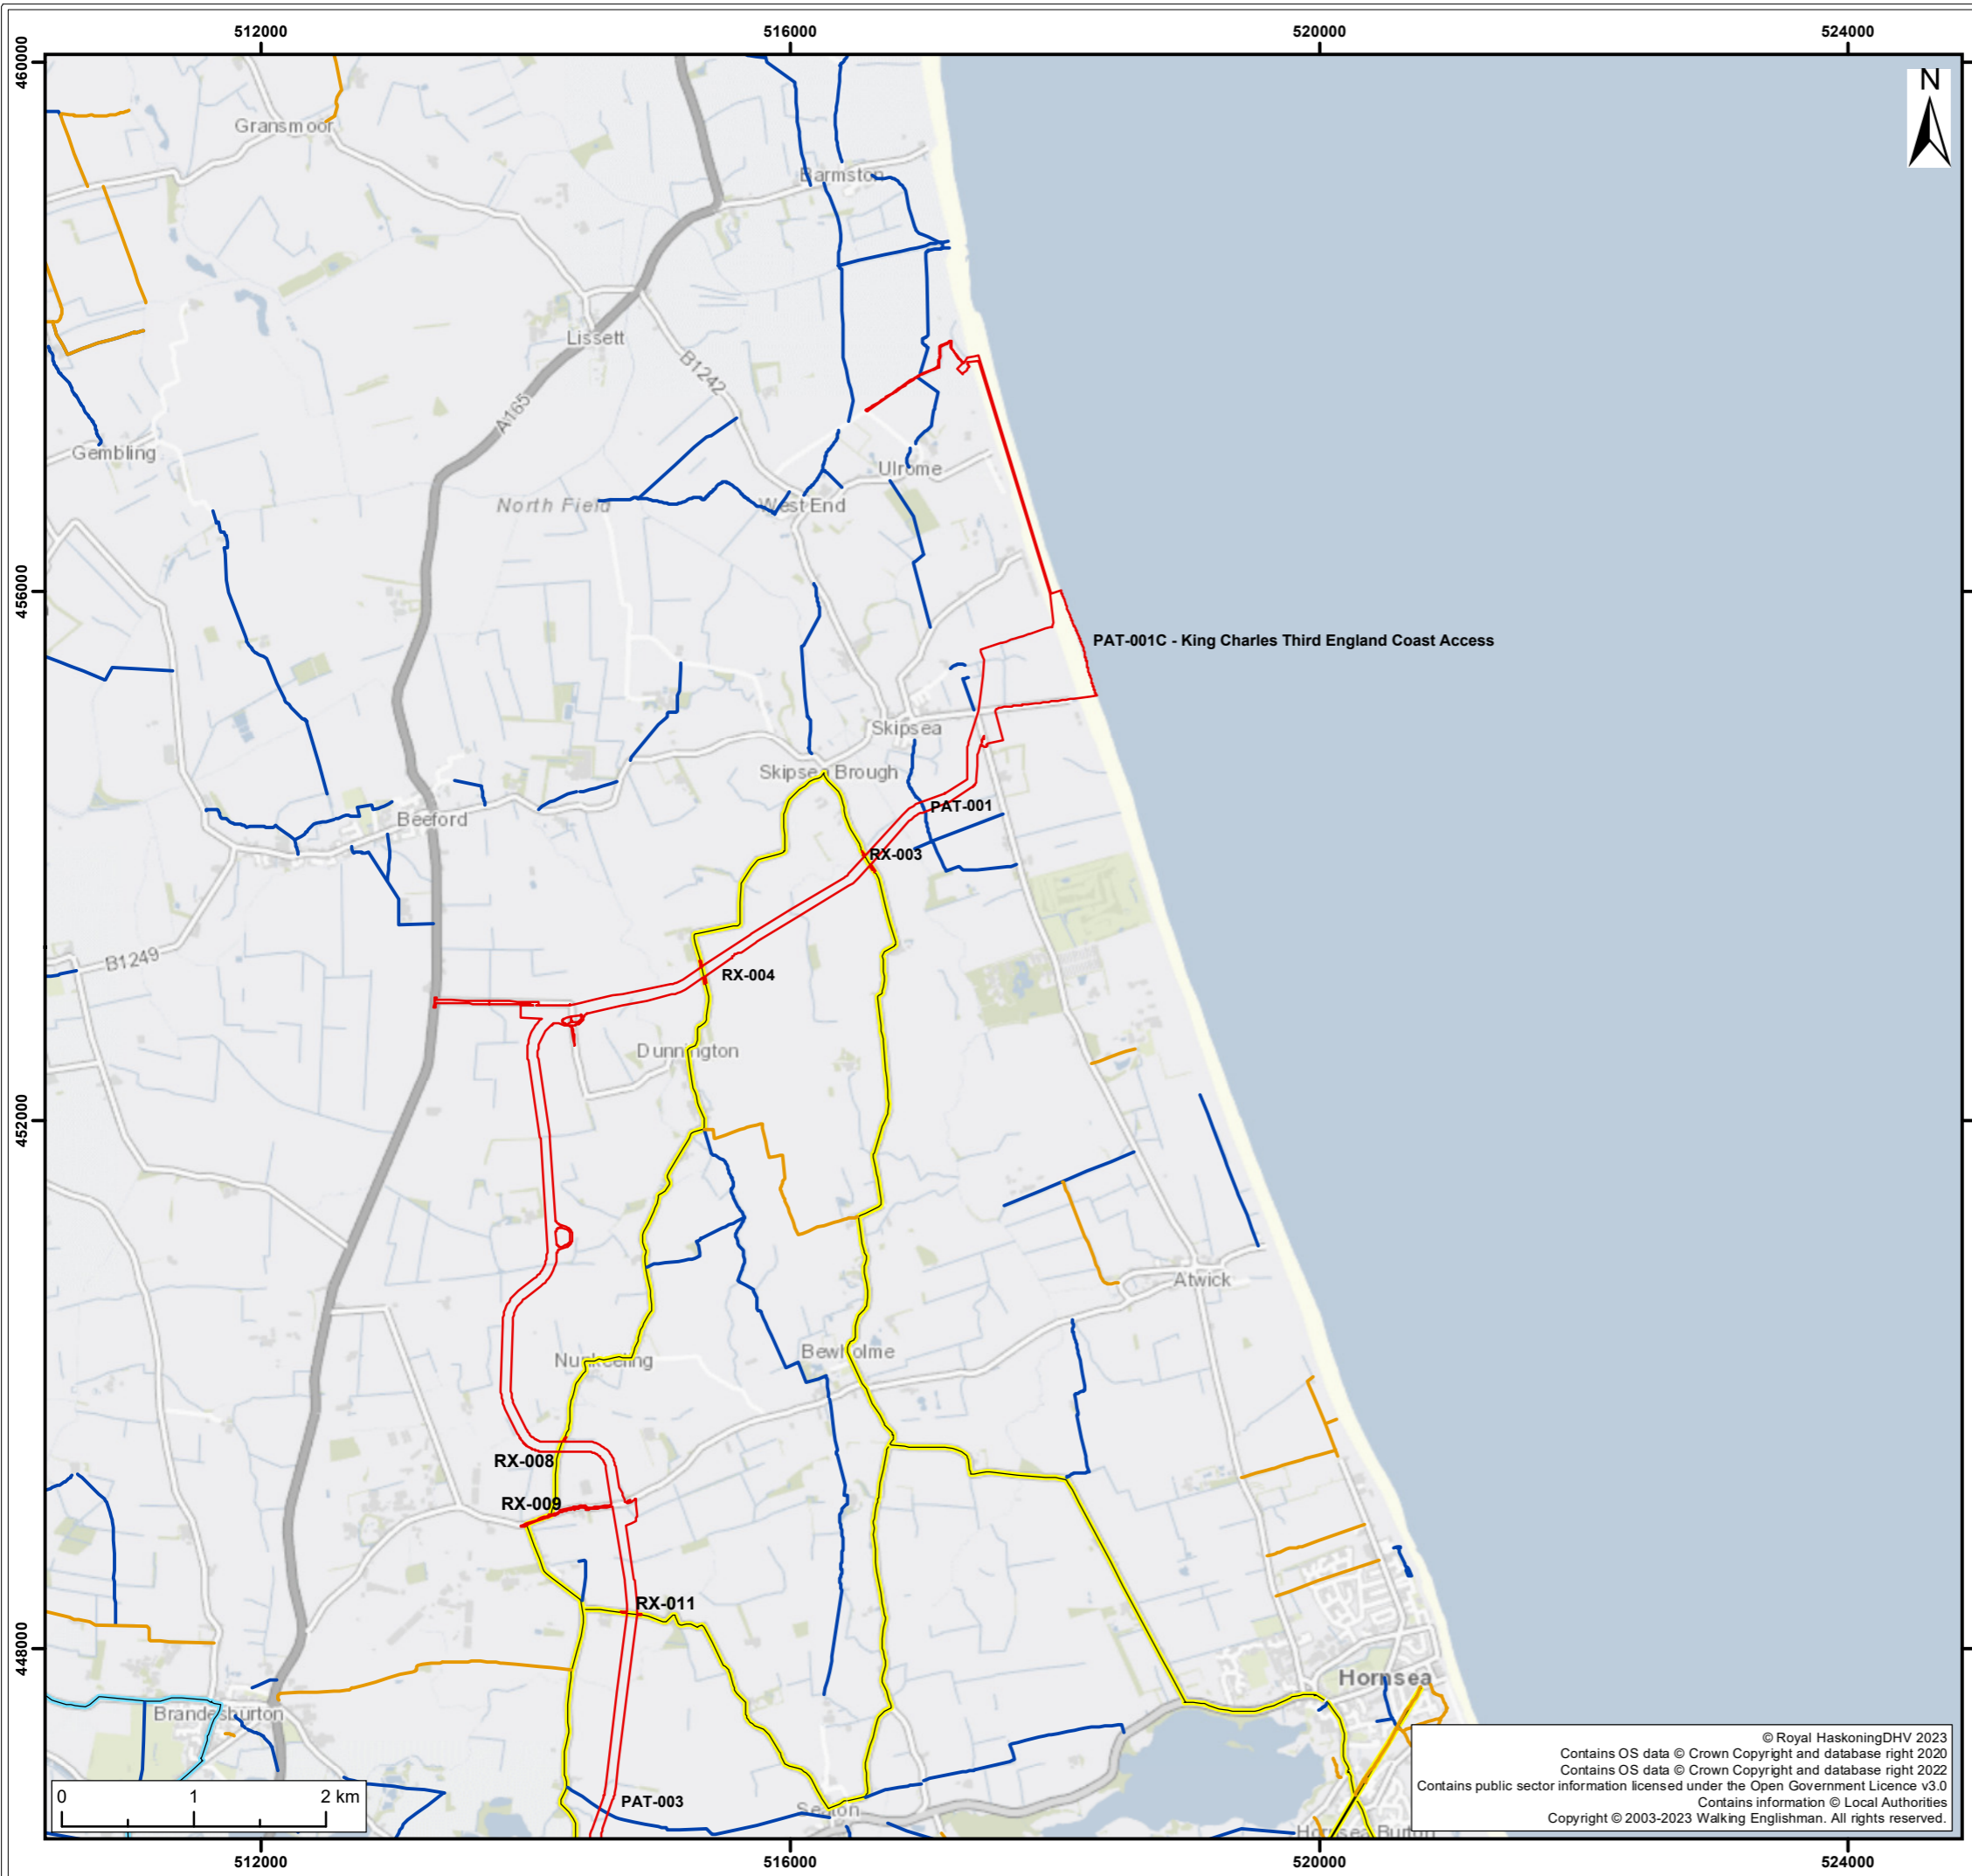 512000
516000
520000
524000
460000
N
Gransmoor
Barmston
Lissett
B1242
A165
Gembling
Ulrome
North Field
West End
456000
PAT-001C - King Charles Third England Coast Access
Skipsea
Skipsea Brough
PAT-001
Beeford
RX-003
B1249
RX-004
Dunnington
452000
Atwick
Nunkeeling
Bewholme
RX-008
RX-009
RX-011
448000
Hornsea
Brandesburton
PAT-003
Seaton
Hornsea Burton
0 1 2 km
© Royal HaskoningDHV 2023
Contains OS data © Crown Copyright and database right 2020
Contains OS data © Crown Copyright and database right 2022
Contains public sector information licensed under the Open Government Licence v3.0
Contains information © Local Authorities
Copyright © 2003-2023 Walking Englishman. All rights reserved.
512000
516000
520000
524000